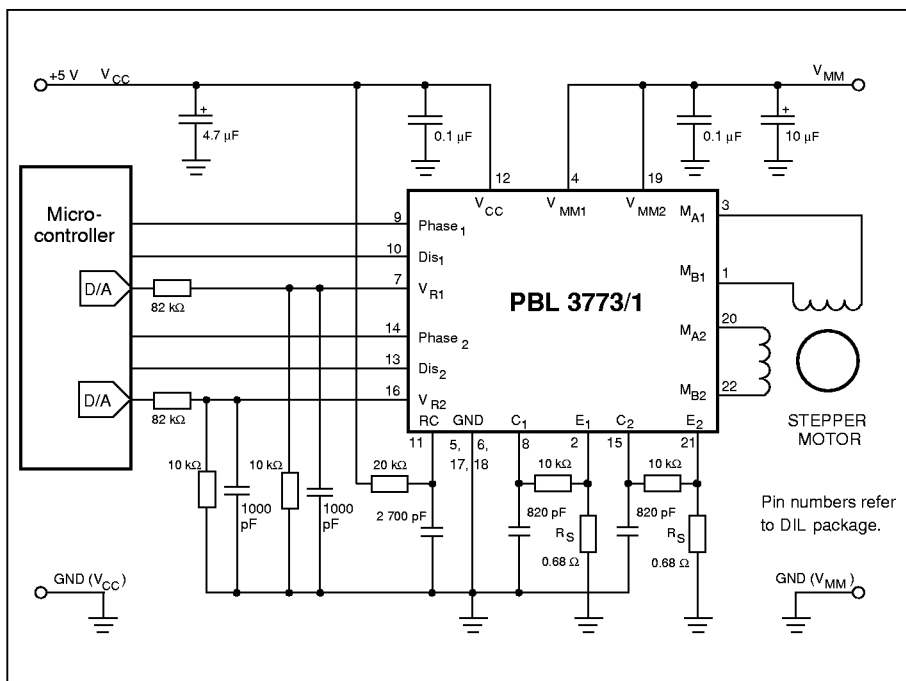 +5 V V_CC
V_MM
+
4.7 µF
0.1 µF
0.1 µF
+
10 µF
12
4
19
V_CC
V_MM1
V_MM2
Micro-
controller
D/A
D/A
82 kΩ
82 kΩ
9
Phase_1
10
Dis_1
7
V_R1
14
Phase_2
13
Dis_2
16
V_R2
PBL 3773/1
M_A1
3
M_B1
1
M_A2
20
M_B2
22
STEPPER
MOTOR
RC
GND
C_1
E_1
C_2
E_2
11
5,
6,
17,
18
8
2
15
21
10 kΩ
1000
pF
10 kΩ
1000
pF
20 kΩ
2 700 pF
10 kΩ
820 pF
R_S
0.68 Ω
10 kΩ
820 pF
R_S
0.68 Ω
Pin numbers refer
to DIL package.
GND (V_CC)
GND (V_MM)